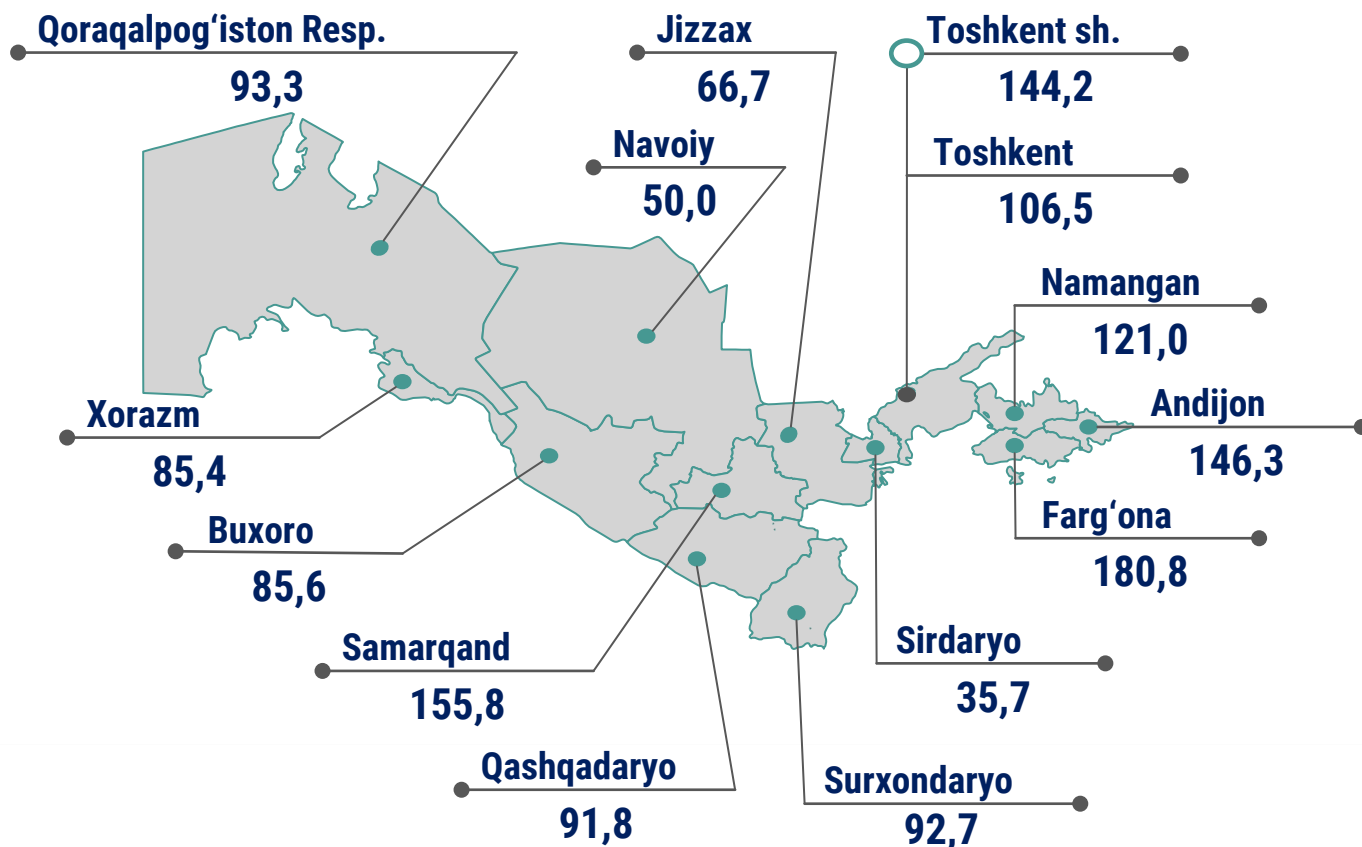 Qoraqalpog‘iston Resp.
93,3
Jizzax
66,7
Toshkent sh.
144,2
Navoiy
50,0
Toshkent
106,5
Namangan
121,0
Andijon
146,3
Xorazm
85,4
Buxoro
85,6
Farg‘ona
180,8
Samarqand
155,8
Sirdaryo
35,7
Qashqadaryo
91,8
Surxondaryo
92,7